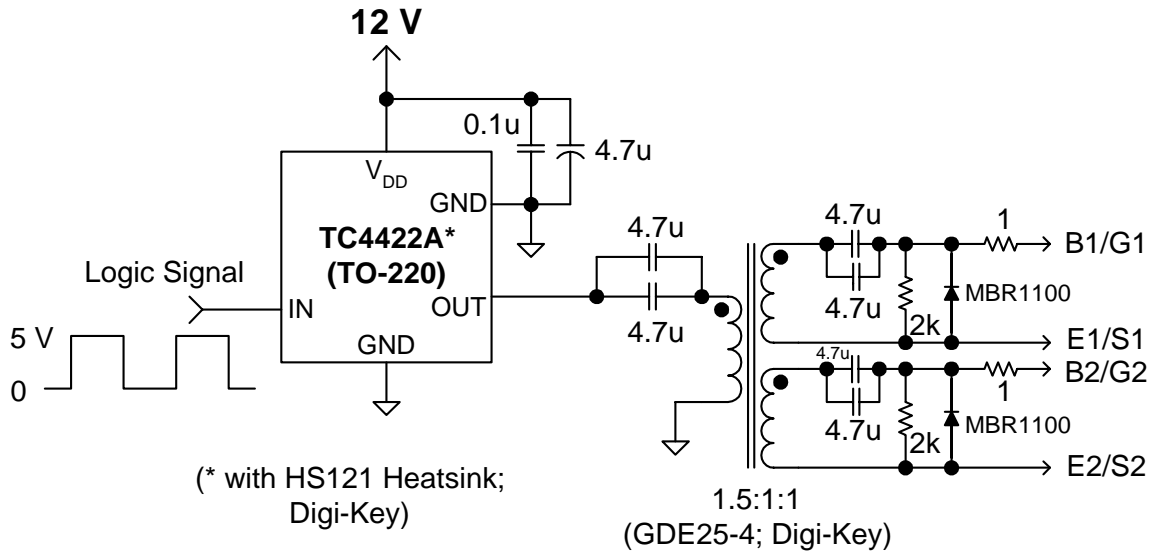 12 V
0.1u
4.7u
V_DD
GND
TC4422A*
(TO-220)
Logic Signal
IN
OUT
GND
5 V
0
4.7u
4.7u
4.7u
4.7u
2k
MBR1100
1
B1/G1
E1/S1
4.7u
4.7u
2k
MBR1100
1
B2/G2
E2/S2
(* with HS121 Heatsink;
Digi-Key)
1.5:1:1
(GDE25-4; Digi-Key)